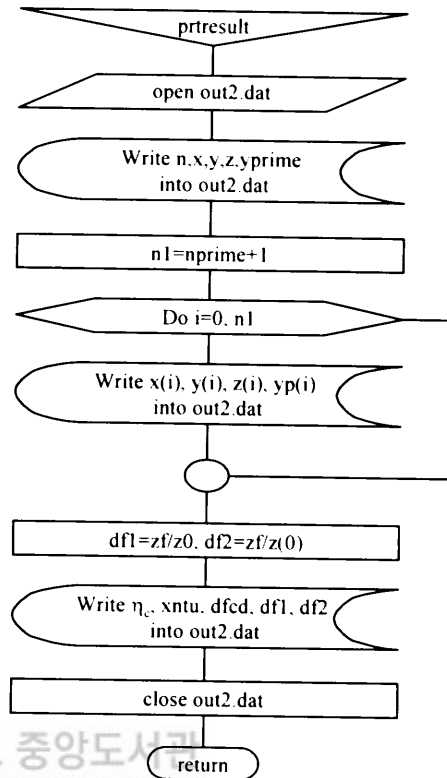 prtresult
open out2.dat
Write n,x,y,z,yprime
into out2.dat
n1=nprime+1
Do i=0, n1
Write x(i), y(i), z(i), yp(i)
into out2.dat
df1=zf/z0, df2=zf/z(0)
Write ηc, xntu. dfcd, df1, df2
into out2.dat
close out2.dat
중앙도서관
return